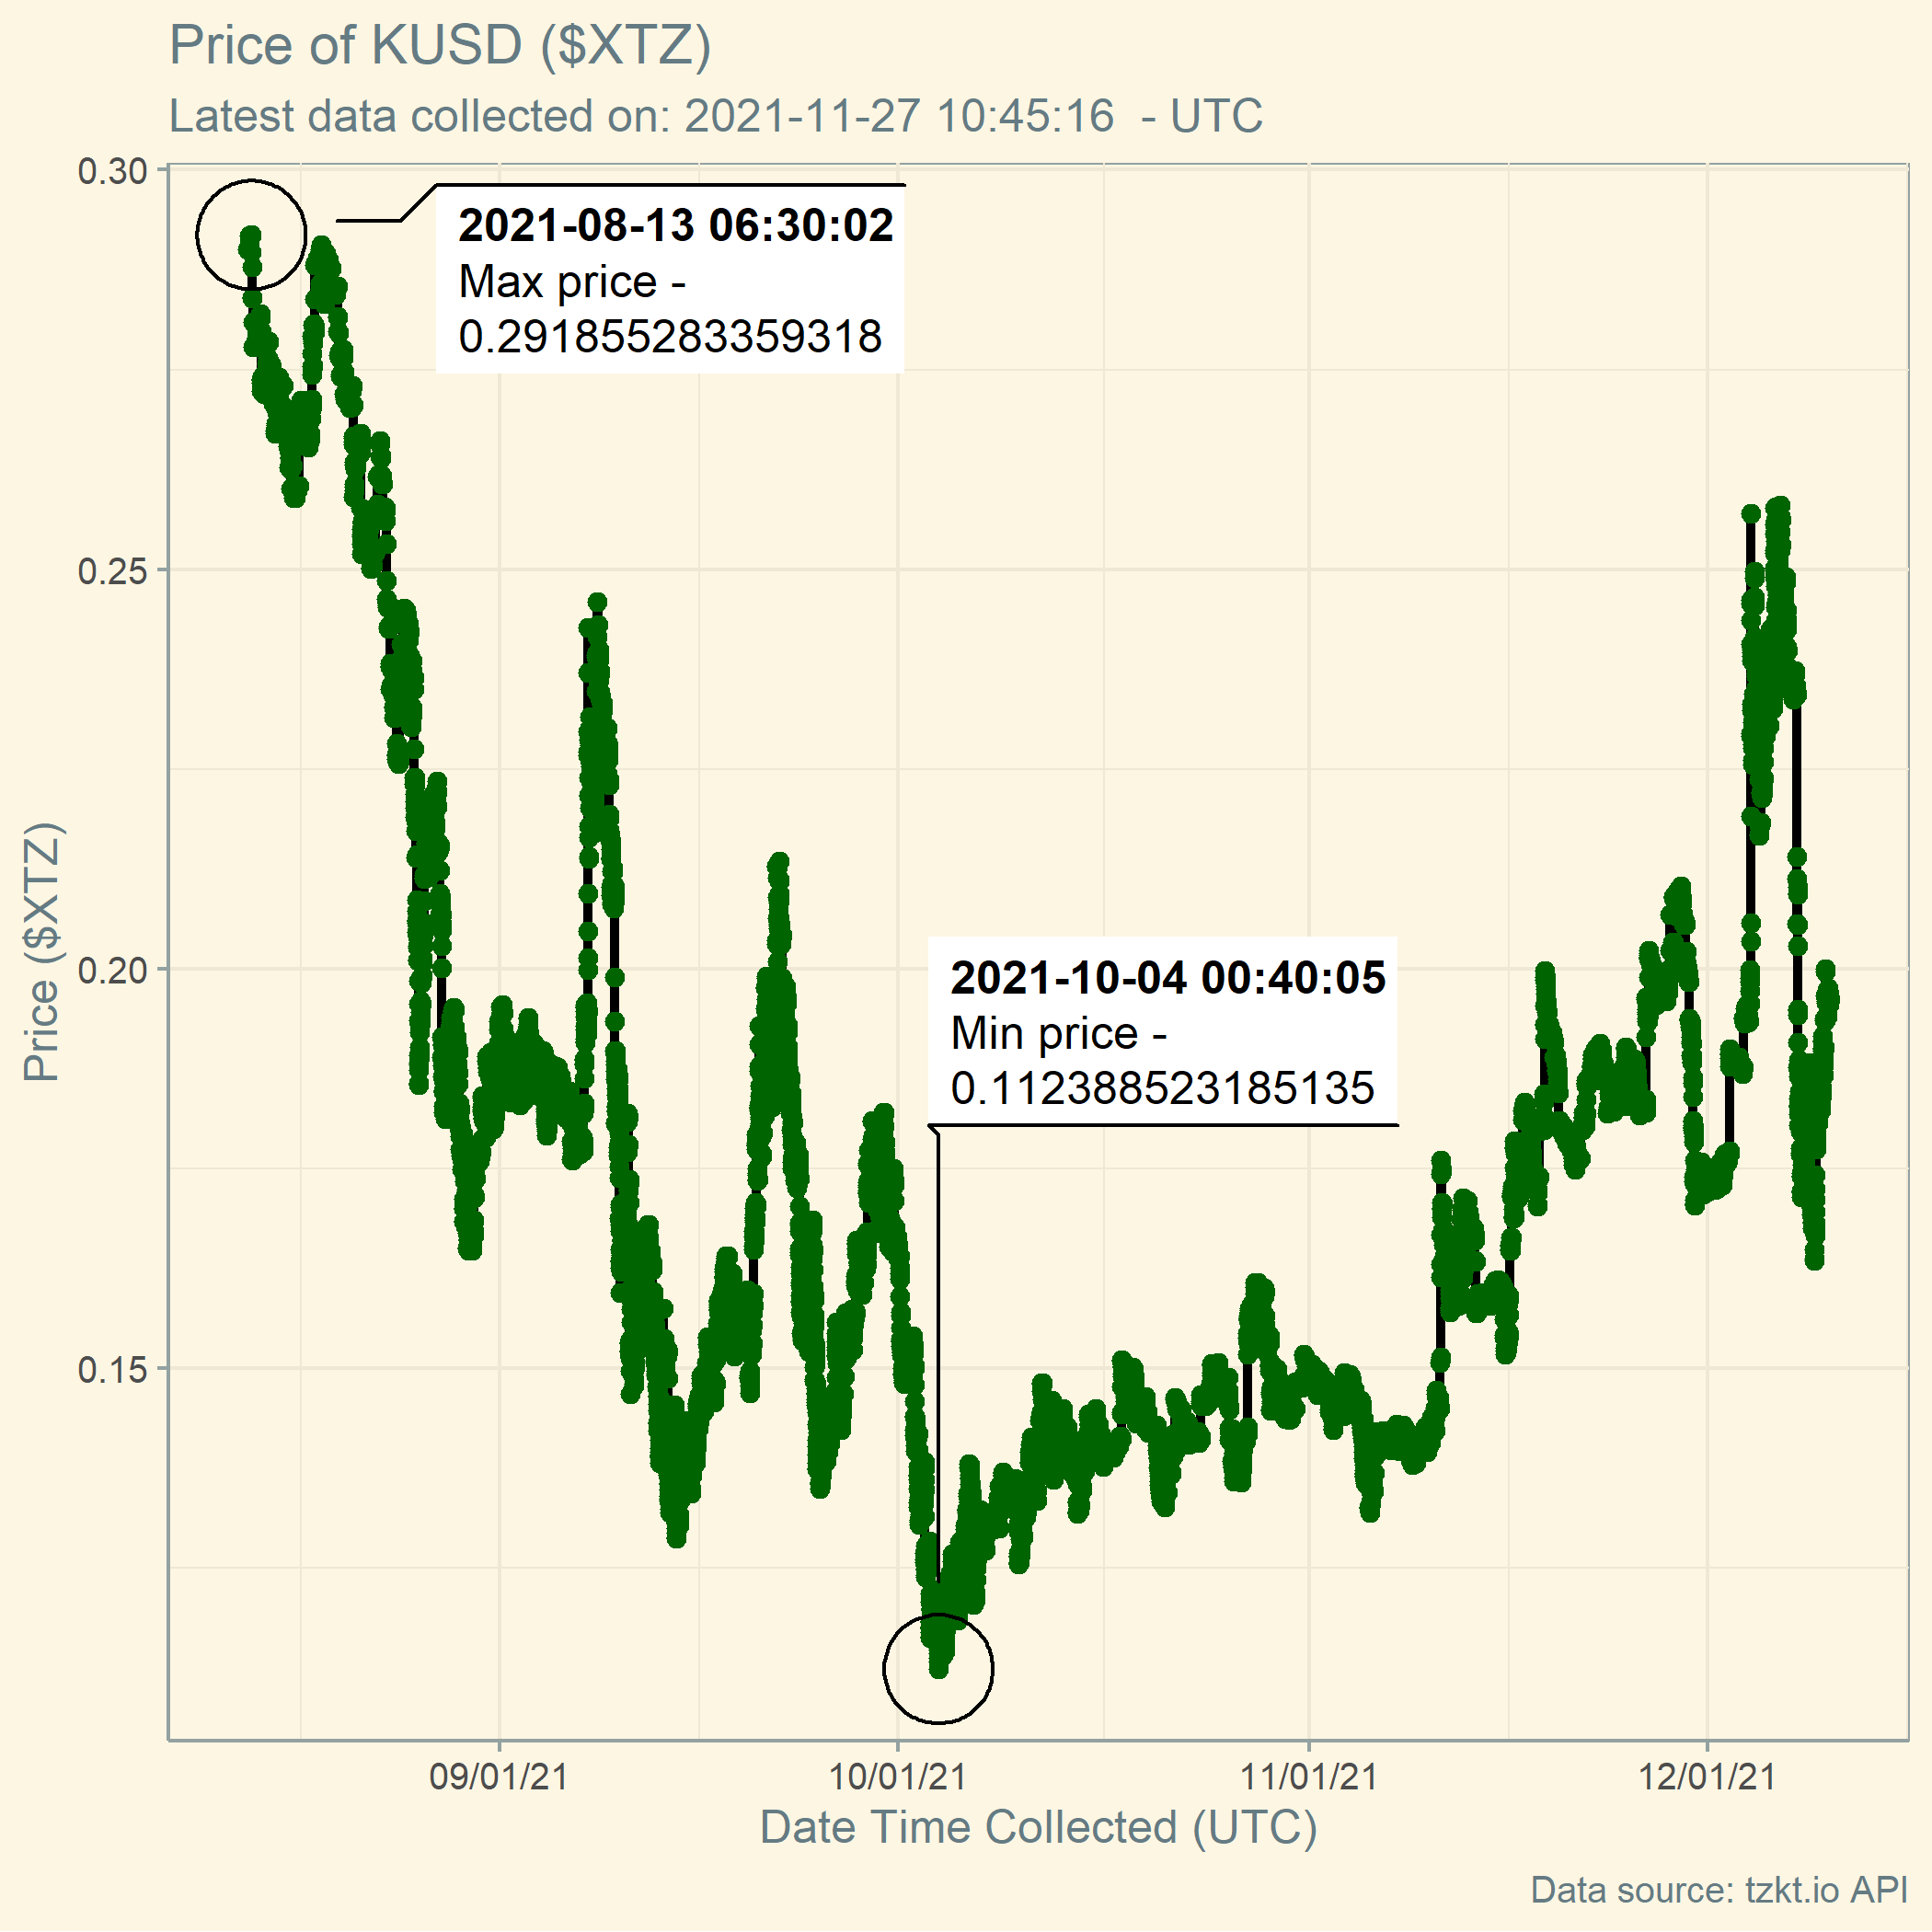 Price of KUSD ($XTZ)
Latest data collected on: 2021-11-27 10:45:16  - UTC
0.30
0.25
0.20
0.15
Price ($XTZ)
2021-08-13 06:30:02
Max price -
0.291855283359318
2021-10-04 00:40:05
Min price -
0.112388523185135
09/01/21
10/01/21
11/01/21
12/01/21
Date Time Collected (UTC)
Data source: tzkt.io API